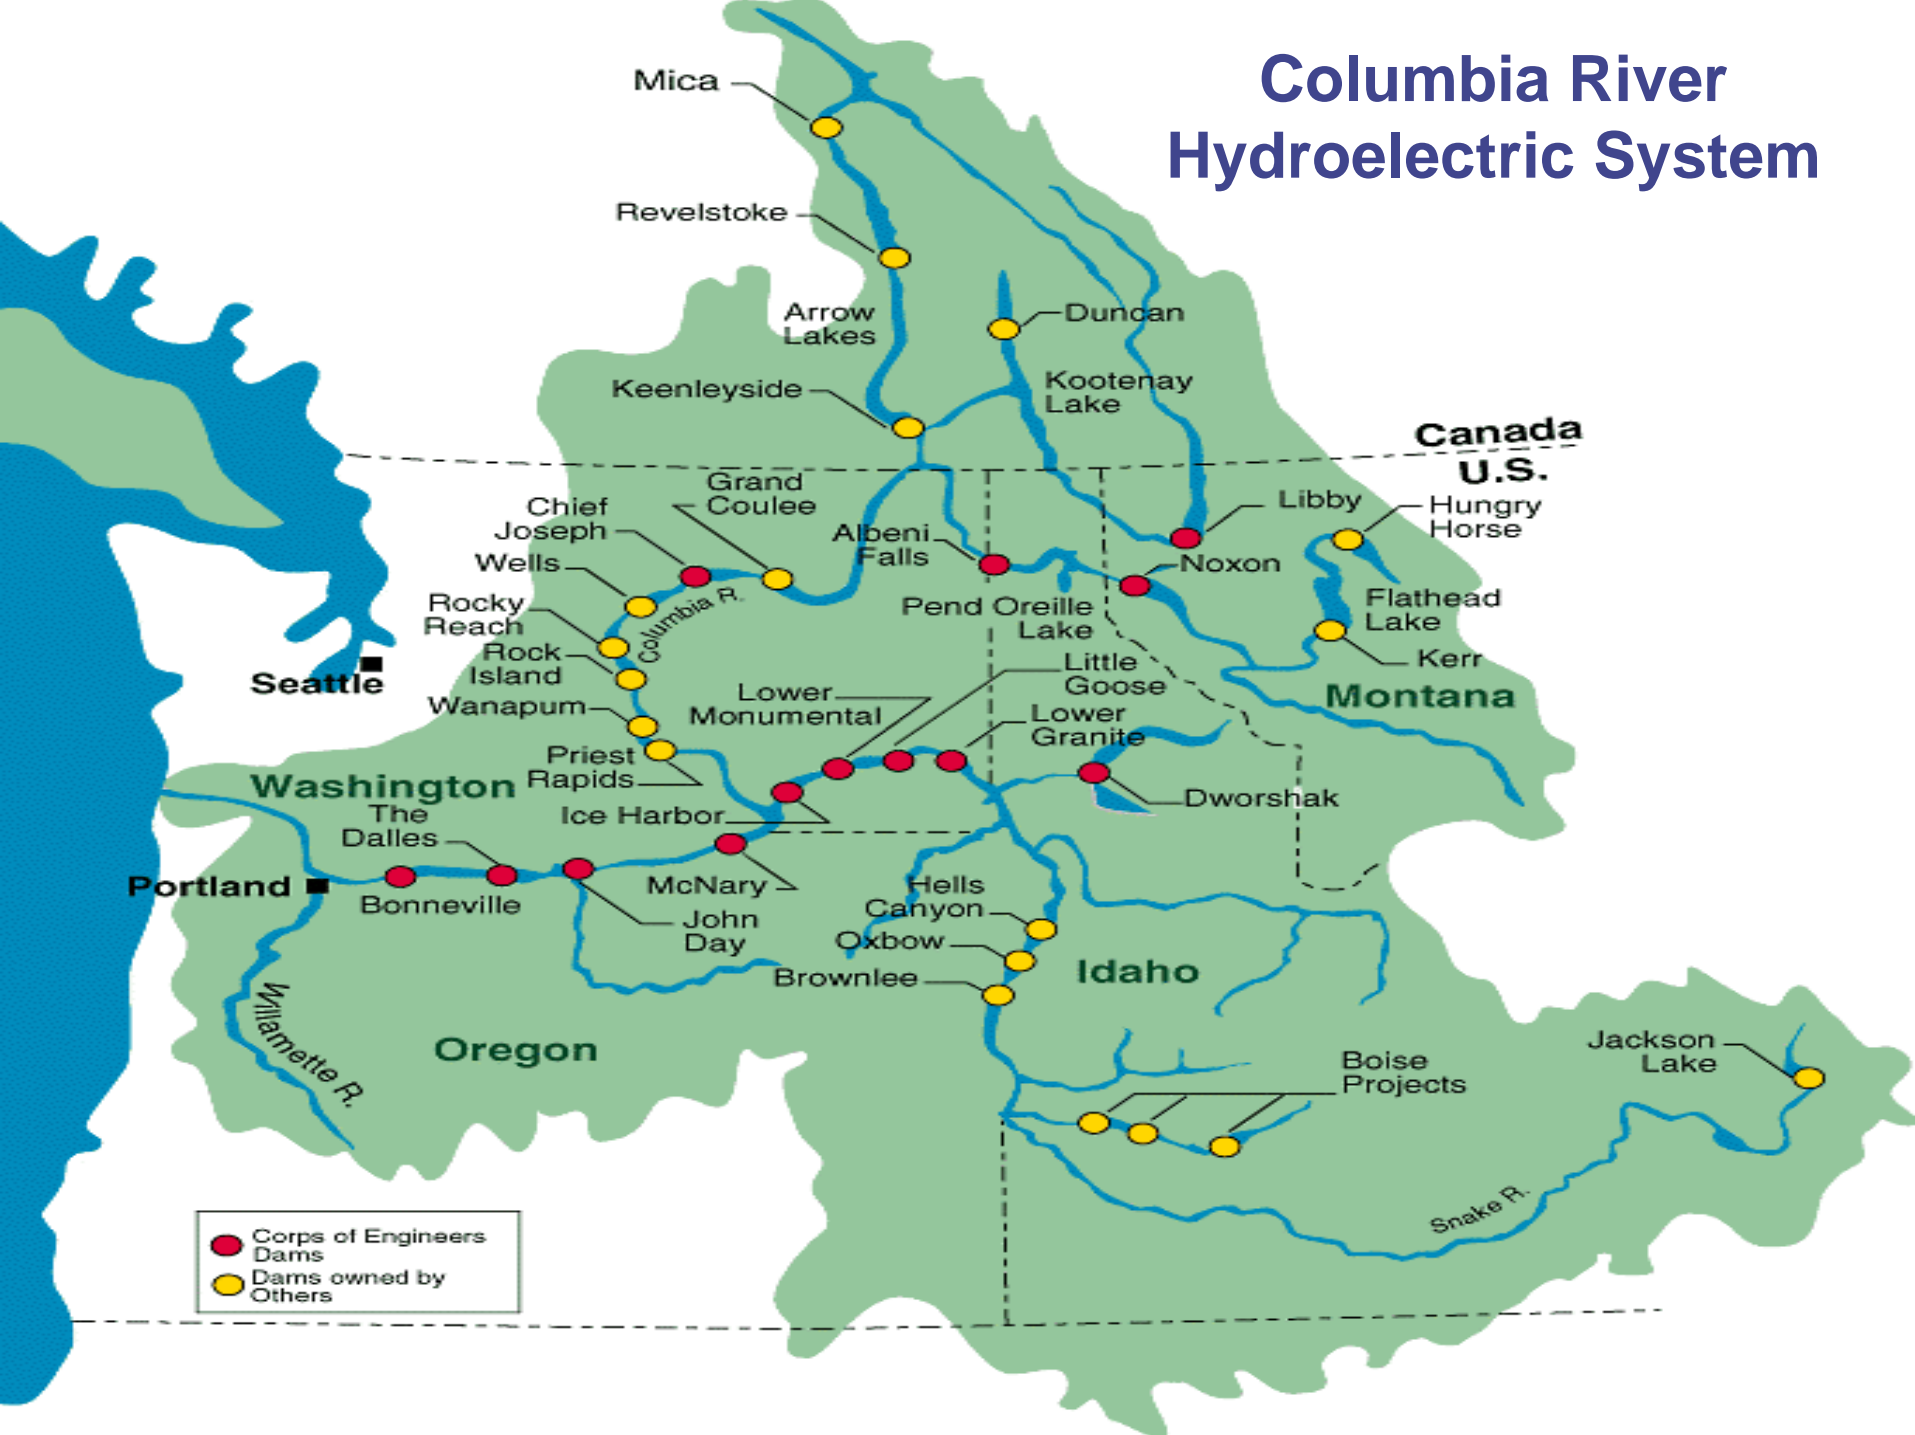 Columbia River
Hydroelectric System
Mica
Revelstoke
Arrow
Lakes
Duncan
Keenleyside
Kootenay
Lake
Canada
U.S.
Grand
Coulee
Chief
Joseph
Albeni
Falls
Libby
Hungry
Horse
Wells
Noxon
Rocky
Reach
Columbia R.
Pend Oreille
Lake
Flathead
Lake
Rock
Island
Kerr
Seattle
Little
Goose
Montana
Wanapum
Lower
Monumental
Lower
Granite
Priest
Rapids
Washington
Ice Harbor
Dworshak
The
Dalles
Portland
Bonneville
McNary
John
Day
Hells
Canyon
Oxbow
Brownlee
Idaho
Willamette R.
Oregon
Boise
Projects
Jackson
Lake
Snake R.
Corps of Engineers
Dams
Dams owned by
Others